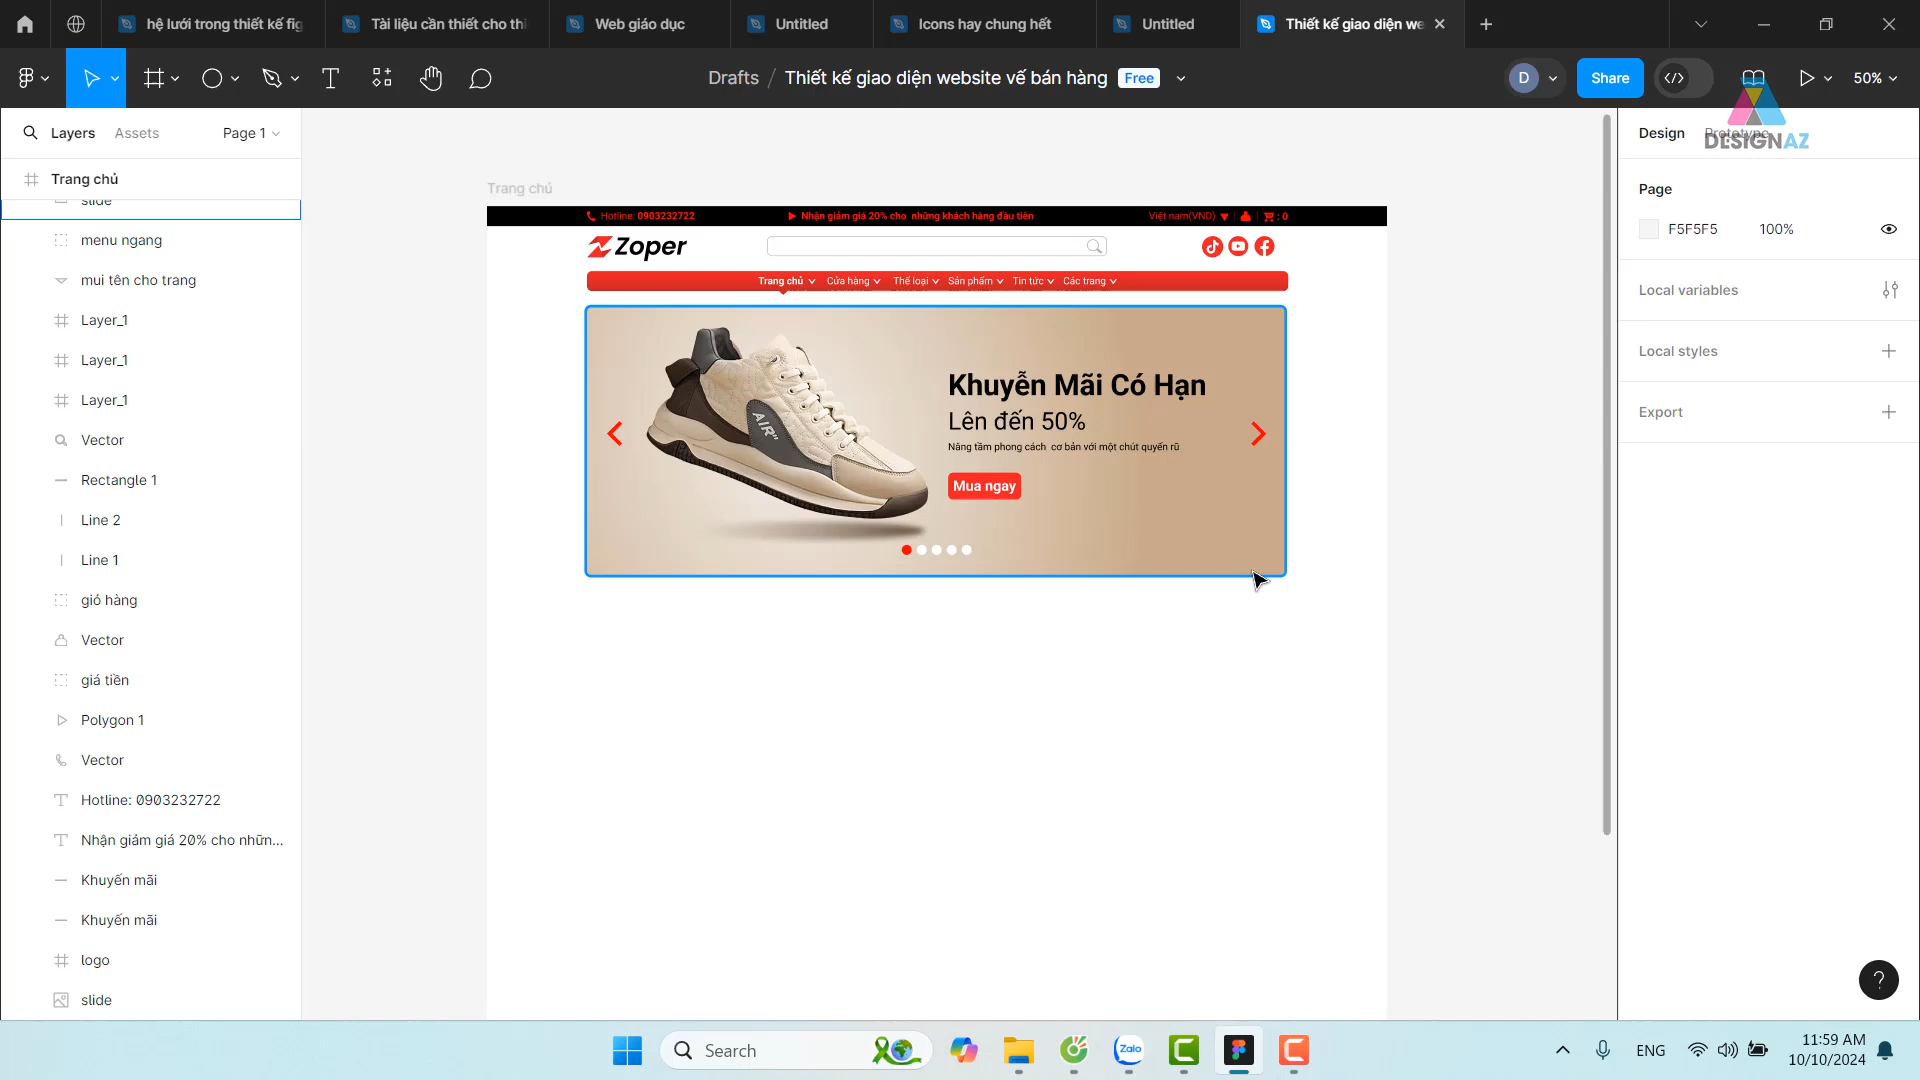 hệ lưới trong thiết kế fig
Tài liệu cần thiết cho thi
Web giáo dục
Untitled
Icons hay chung hết
Untitled
Thiết kế giao diện we
Drafts / Thiết kế giao diện website vế bán hàng Free
D
Share
50%
Layers
Assets
Page 1
Design
Prototype
DESIGNAZ
Trang chủ
slide
menu ngang
mui tên cho trang
Layer_1
Layer_1
Layer_1
Vector
Rectangle 1
Line 2
Line 1
giỏ hàng
Vector
giá tiền
Polygon 1
Vector
Hotline: 0903232722
Nhận giảm giá 20% cho nhữn...
Khuyến mãi
Khuyến mãi
logo
slide
Trang chủ
Hotline: 0903232722
Nhận giảm giá 20% cho những khách hàng đầu tiên
Việt nam(VND)
: 0
Zoper
Trang chủ
Cửa hàng
Thể loại
Sản phẩm
Tin tức
Các trang
AIR
Khuyễn Mãi Có Hạn
Lên đến 50%
Nâng tầm phong cách cơ bản với một chút quyến rũ
Mua ngay
Page
F5F5F5
100%
Local variables
Local styles
Export
?
Search
Zalo
ENG
11:59 AM
10/10/2024